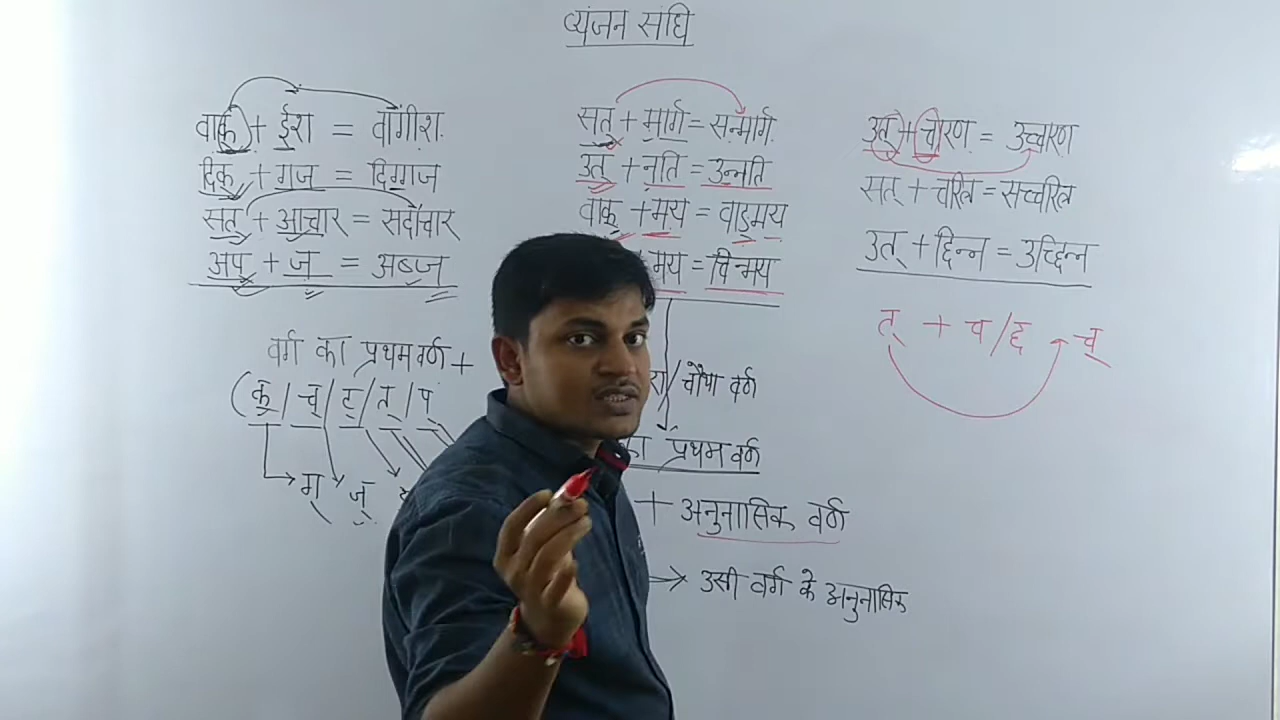 व्यंजन संधि
वाक् + ईश = वागीश.
दिक् + गज = दिग्गज
सत् + आचार = सदाचार
अप् + ज = अब्ज
वर्ग का प्रथम वर्ण +
(क्/च्/ट्/त्/प्
ग् ज्
सत् + मार्ग = सन्मार्ग
उत् + नति = उन्नति
वाक् + मय = वाङ्मय
मय = चिन्मय
रा/चौथा वर्ण
का प्रथम वर्ण
+ अनुनासिक वर्ण
→ उसी वर्ग के अनुनासिक
उत् + चारण = उच्चारण
सत् + चरित्र = सच्चरित्र
उत् + छिन्न = उच्छिन्न
त् + च/छ → च्